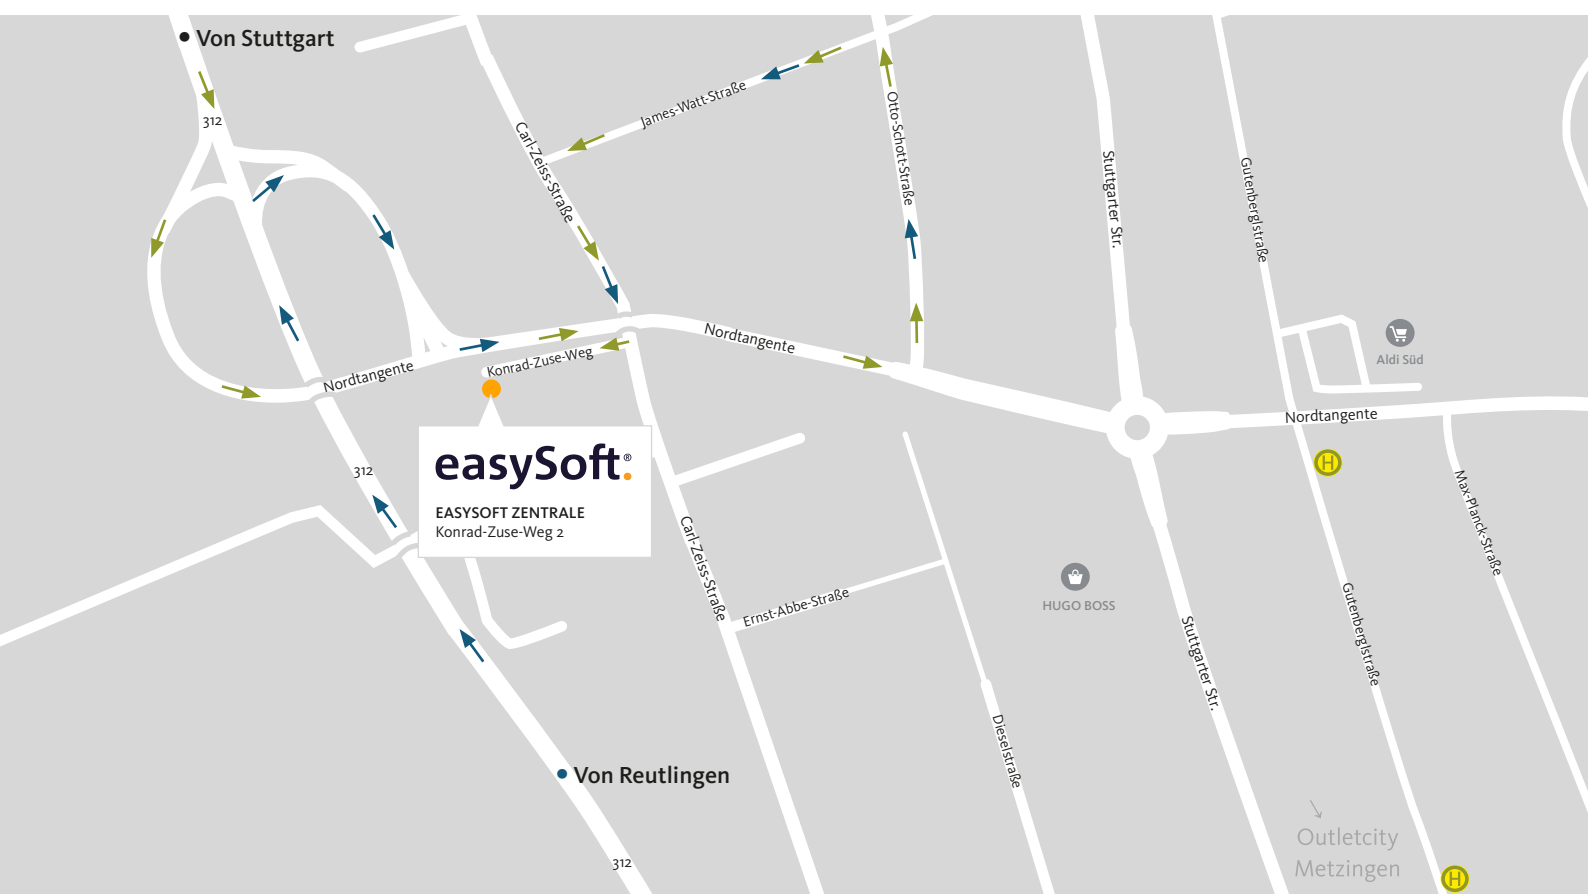 Von Stuttgart
312
James-Watt-Straße
Carl-Zeiss-Straße
Otto-Schott-Straße
Stuttgarter Str.
Gutenberglstraße
Nordtangente
Konrad-Zuse-Weg
Nordtangente
Aldi Süd
Nordtangente
H
easySoft.®
EASYSOFT ZENTRALE
Konrad-Zuse-Weg 2
312
Carl-Zeiss-Straße
Ernst-Abbe-Straße
HUGO BOSS
Max-Planck-Straße
Gutenberglstraße
Stuttgarter Str.
Dieselstraße
Von Reutlingen
312
Outletcity
Metzingen
H